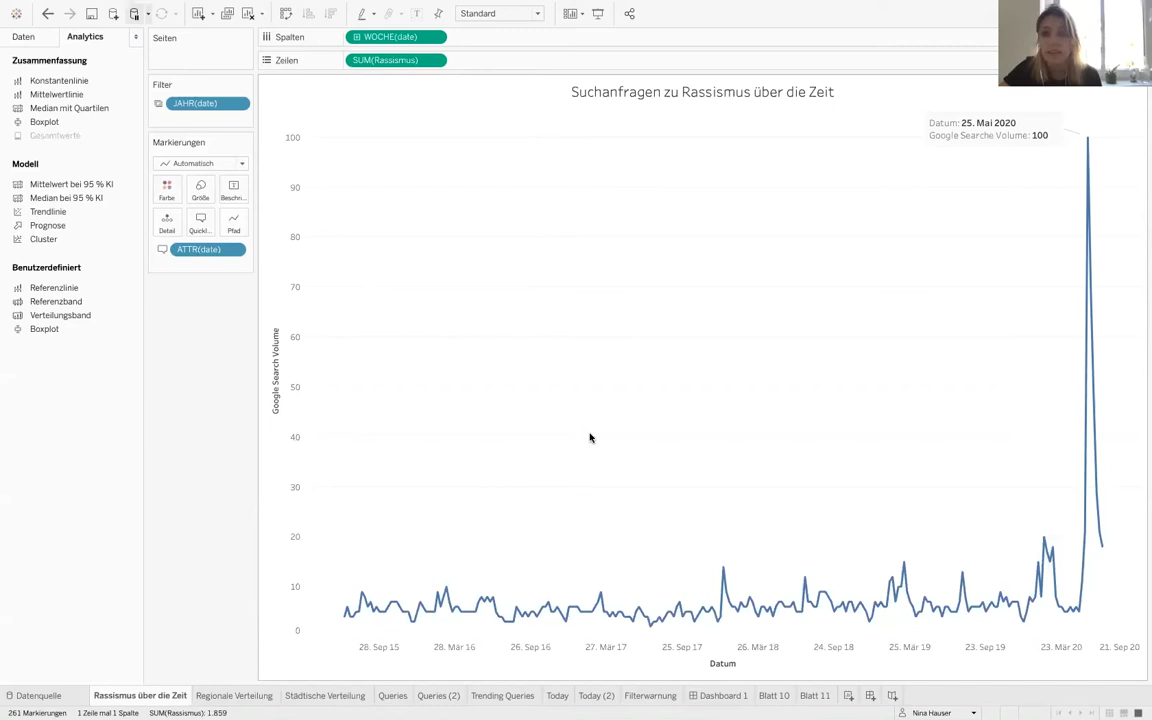 Standard
Daten
Analytics
Seiten
Spalten
WOCHE(date)
Zeilen
SUM(Rassismus)
Zusammenfassung
Konstantenlinie
Mittelwertlinie
Median mit Quartilen
Boxplot
Gesamtwerte
Modell
Mittelwert bei 95 % KI
Median bei 95 % KI
Trendlinie
Prognose
Cluster
Benutzerdefiniert
Referenzlinie
Referenzband
Verteilungsband
Boxplot
Filter
JAHR(date)
Markierungen
Automatisch
Farbe
Größe
Beschri...
Detail
Quickl...
Pfad
ATTR(date)
Suchanfragen zu Rassismus über die Zeit
Datum: 25. Mai 2020
Google Searche Volume: 100
Google Search Volume
100
90
80
70
60
50
40
30
20
10
0
28. Sep 15
28. Mär 16
26. Sep 16
27. Mär 17
25. Sep 17
26. Mär 18
24. Sep 18
25. Mär 19
23. Sep 19
23. Mär 20
21. Sep 20
Datum
Datenquelle
Rassismus über die Zeit
Regionale Verteilung
Städtische Verteilung
Queries
Queries (2)
Trending Queries
Today
Today (2)
Filterwarnung
Dashboard 1
Blatt 10
Blatt 11
261 Markierungen
1 Zeile mal 1 Spalte
SUM(Rassismus): 1.859
Nina Hauser